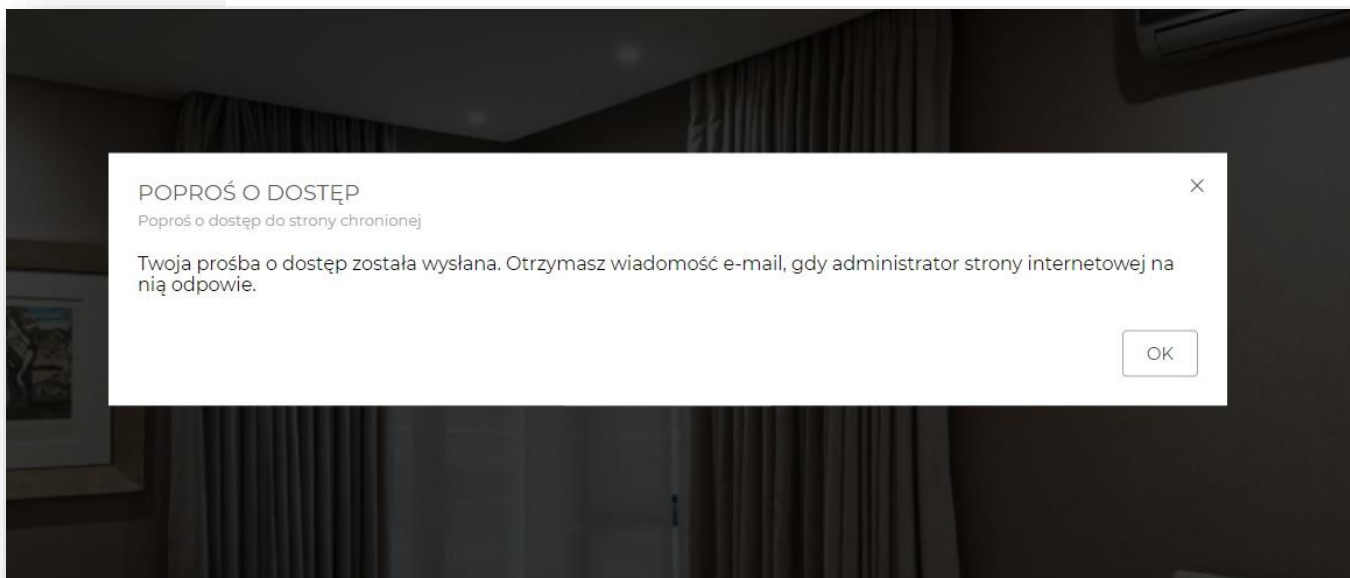 POPROŚ O DOSTĘP
Poproś o dostęp do strony chronionej
Twoja prośba o dostęp została wysłana. Otrzymasz wiadomość e-mail, gdy administrator strony internetowej na
nią odpowie.
OK